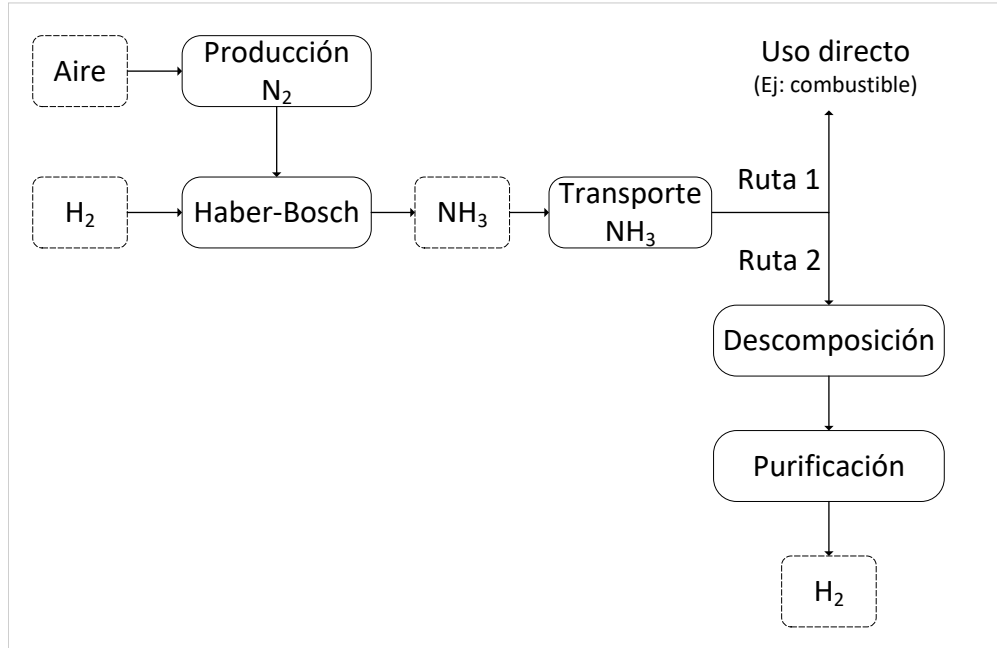 Aire
Producción
N₂
Uso directo
(Ej: combustible)
H₂
Haber-Bosch
NH₃
Transporte
NH₃
Ruta 1
Ruta 2
Descomposición
Purificación
H₂